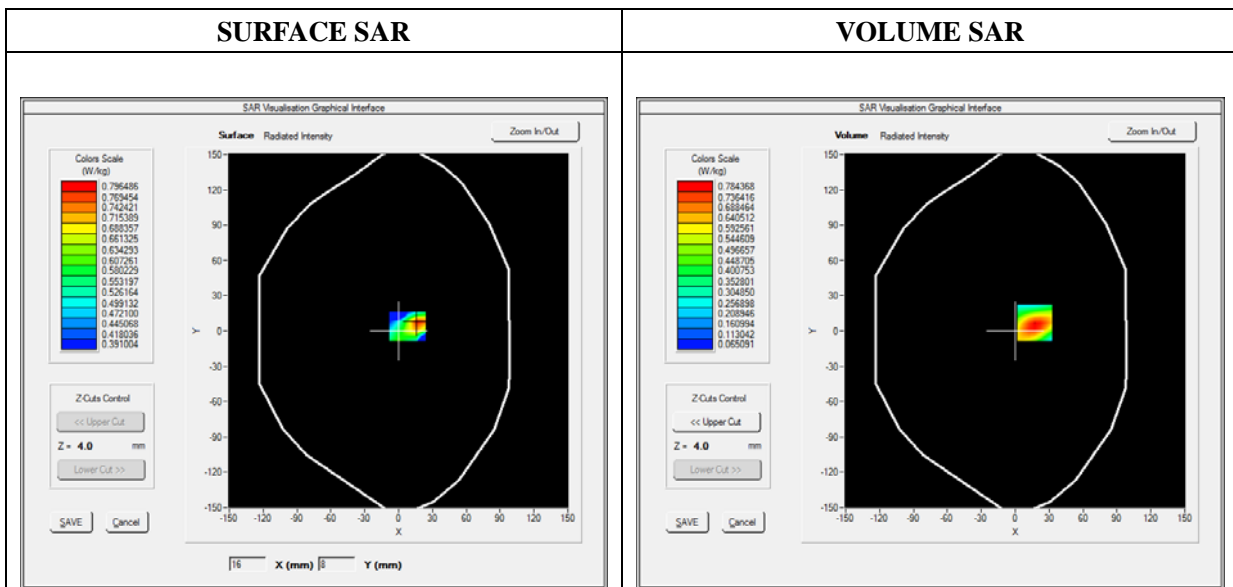 SURFACE SAR
VOLUME SAR
SAR Visualisation Graphical Interface
Surface Radiated Intensity
Zoom In/Out
Colors Scale
(W/kg)
0.796486
0.769454
0.742421
0.715389
0.688357
0.661325
0.634293
0.607261
0.580229
0.553197
0.526164
0.499132
0.472100
0.445068
0.418036
0.391004
Z-Cuts Control
<< Upper Cut
Z = 4.0 mm
Lower Cut >>
SAVE Cancel
150
120
90
60
30
0
-30
-60
-90
-120
-150
Y
-150 -120 -90 -60 -30 0 30 60 90 120 150
X
16 X (mm) 8 Y (mm)
SAR Visualisation Graphical Interface
Volume Radiated Intensity
Zoom In/Out
Colors Scale
(W/kg)
0.784368
0.736416
0.688464
0.640512
0.592561
0.544609
0.496657
0.448705
0.400753
0.352801
0.304850
0.256898
0.208946
0.160994
0.113042
0.065091
Z-Cuts Control
<< Upper Cut
Z = 4.0 mm
Lower Cut >>
SAVE Cancel
150
120
90
60
30
0
-30
-60
-90
-120
-150
Y
-150 -120 -90 -60 -30 0 30 60 90 120 150
X